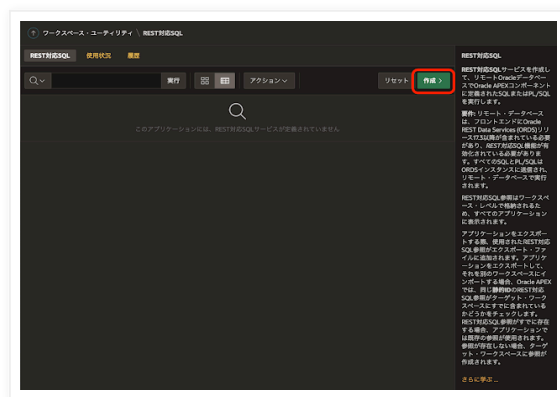 ワークスペース・ユーティリティ \ REST対応SQL
REST対応SQL 使用状況 履歴
実行 アクション リセット 作成 >
このアプリケーションには、REST対応SQLサービスが定義されていません
REST対応SQL
REST対応SQLサービスを作成し
て、リモートOracleデータベー
スでOracle APEXコンポーネント
に定義されたSQLまたはPL/SQL
を実行します。
要件: リモート・データベース
は、フロントエンドにOracle
REST Data Services (ORDS)リリ
ース17.3以降が含まれている必要
があり、REST対応SQL機能が有
効化されている必要がありま
す。すべてのSQLとPL/SQLは
ORDSインスタンスに送信され、
リモート・データベースで実行
されます。
REST対応SQL参照はワークスペ
ース・レベルで格納されるた
め、すべてのアプリケーション
に表示されます。
アプリケーションをエクスポー
トする際、使用されたREST対応
SQL参照がエクスポート・ファ
イルに追加されます。アプリケ
ーションをエクスポートして、
それを別のワークスペースにイ
ンポートする場合、Oracle APEX
では、同じ静的IDのREST対応
SQL参照がターゲット・ワーク
スペースにすでに含まれている
かどうかをチェックします。
REST対応SQL参照がすでに存在
する場合、アプリケーションで
は既存の参照が使用されます。
参照が存在しない場合、ターゲ
ット・ワークスペースに参照が
作成されます。
さらに学ぶ...